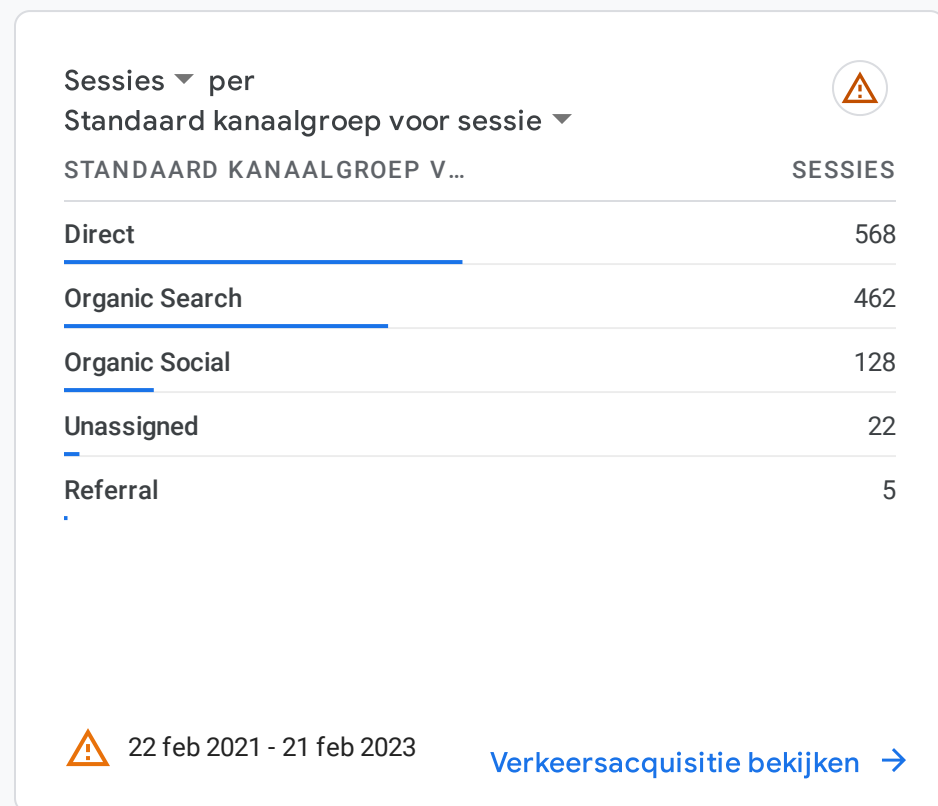 Sessies per
Standaard kanaalgroep voor sessie
STANDAARD KANAALGROEP V… SESSIES
Direct 568
Organic Search 462
Organic Social 128
Unassigned 22
Referral 5
22 feb 2021 - 21 feb 2023
Verkeersacquisitie bekijken